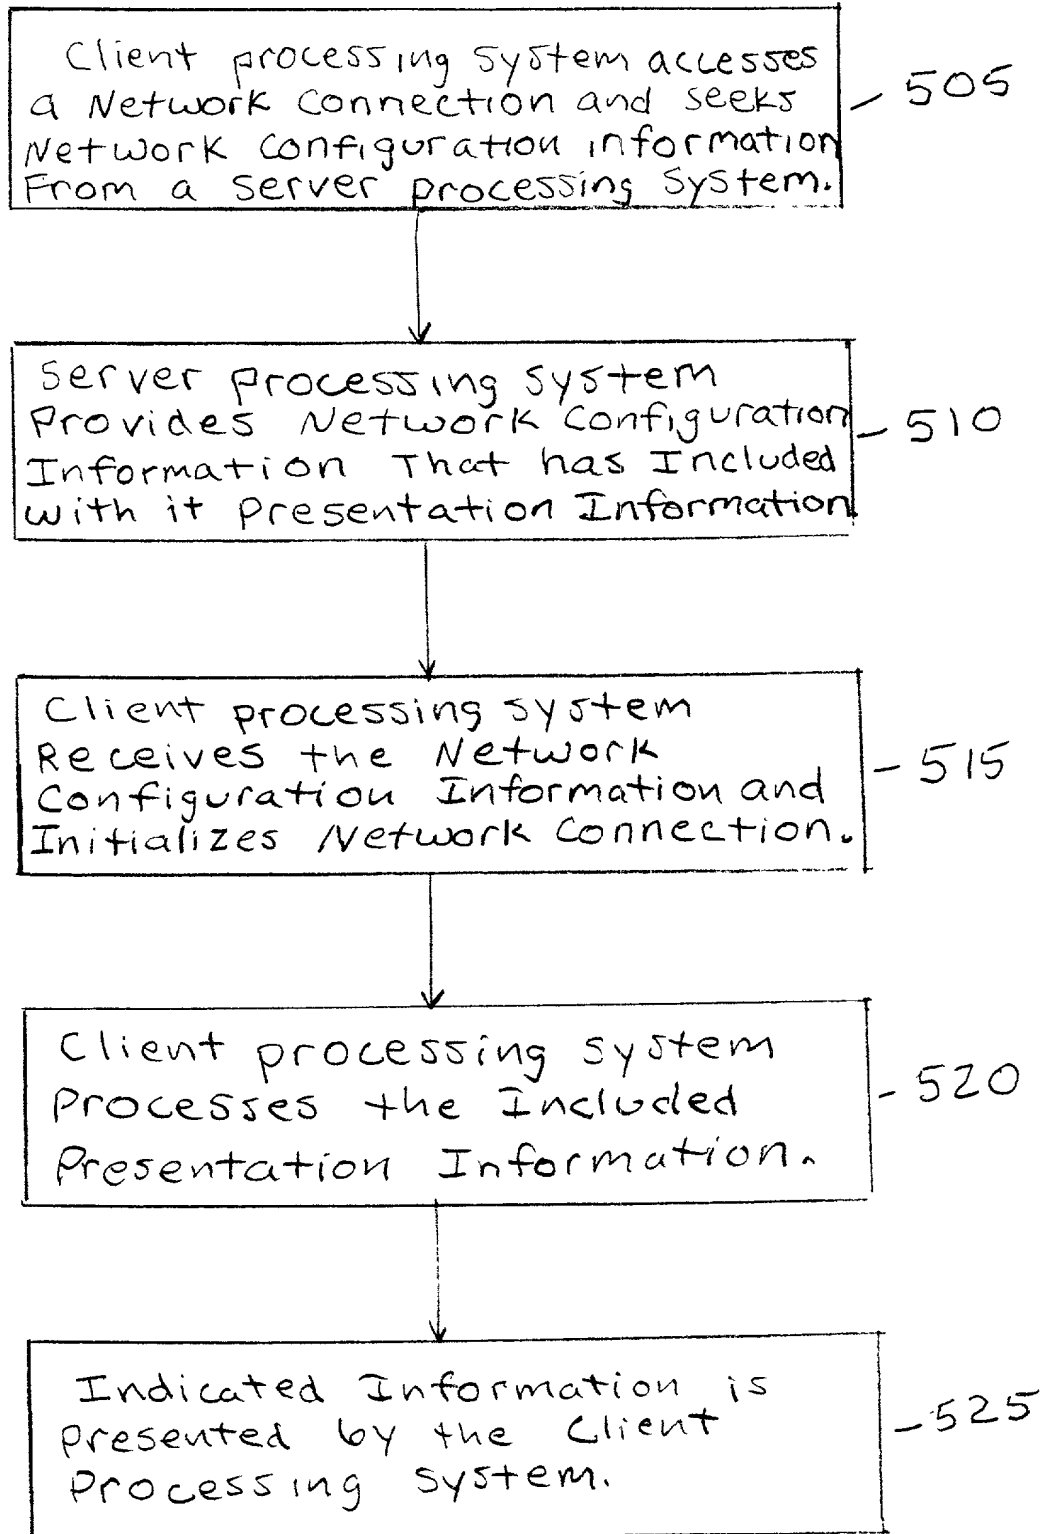 Client processing system accesses
a Network Connection and seeks
Network Configuration information
From a server processing system.
505
Server processing system
Provides Network Configuration
Information That has Included
with it Presentation Information
510
Client processing system
Receives the Network
Configuration Information and
Initializes Network Connection.
515
Client processing system
Processes the Included
Presentation Information.
520
Indicated Information is
presented by the Client
Processing system.
525